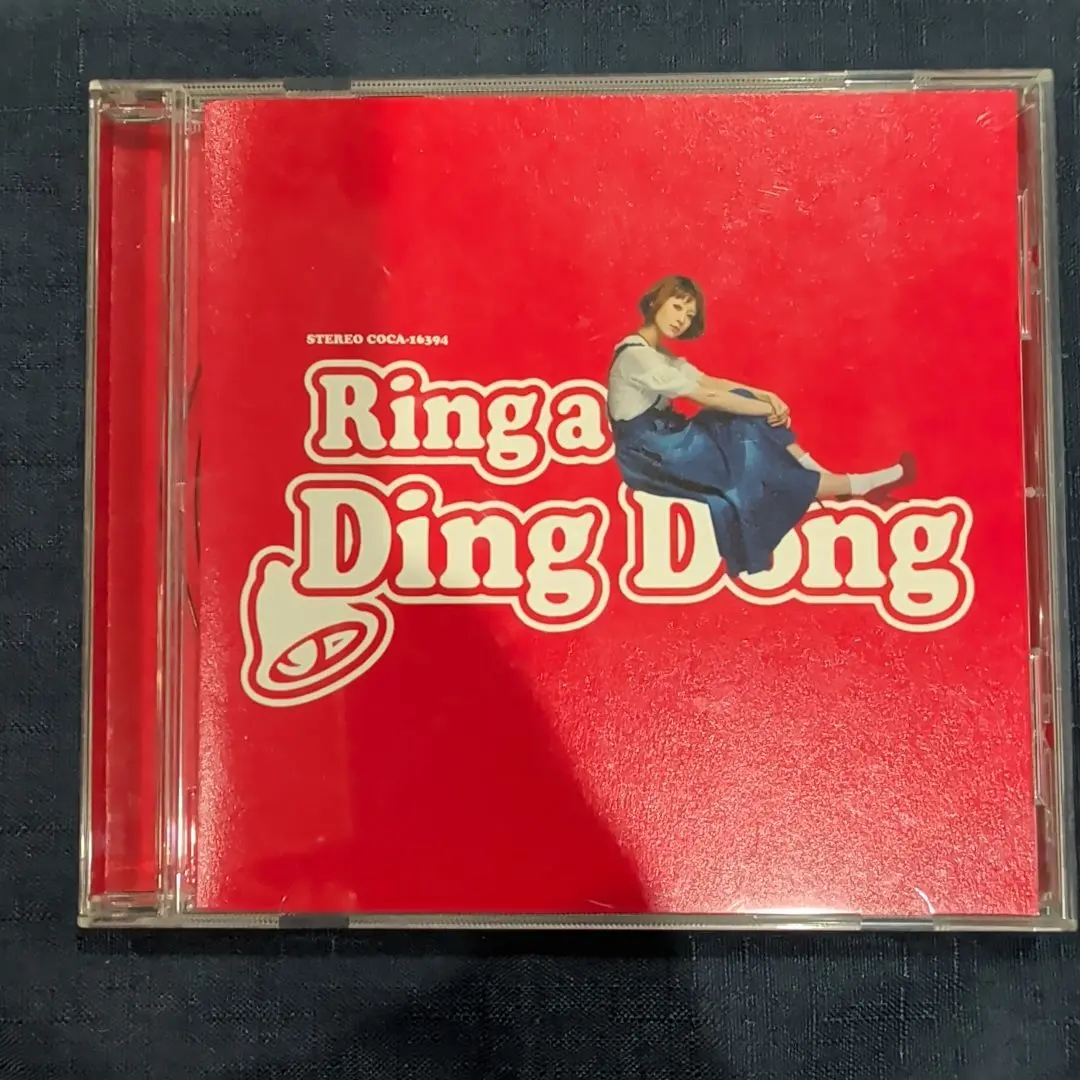 STEREO COCA-16394
Ring a
Ding Dong